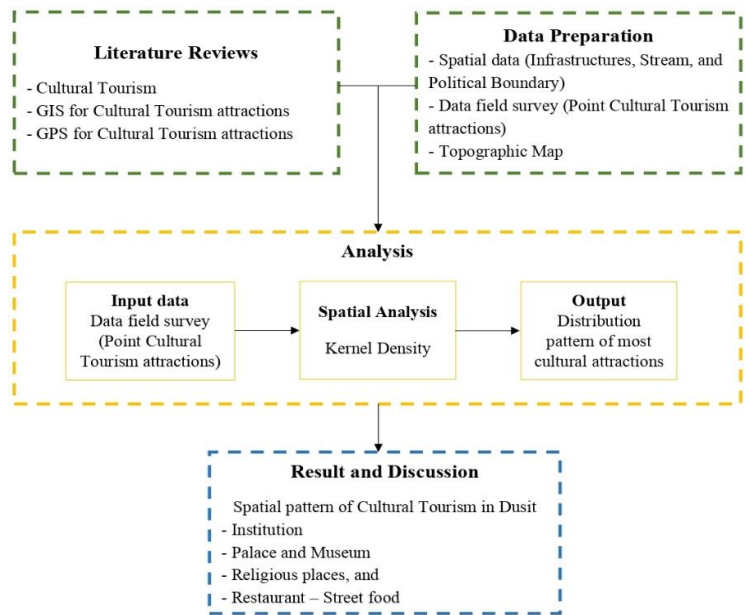 Literature Reviews
- Cultural Tourism
- GIS for Cultural Tourism attractions
- GPS for Cultural Tourism attractions
Data Preparation
- Spatial data (Infrastructures, Stream, and
Political Boundary)
- Data field survey (Point Cultural Tourism
attractions)
- Topographic Map
Analysis
Input data
Data field survey
(Point Cultural
Tourism attractions)
Spatial Analysis
Kernel Density
Output
Distribution
pattern of most
cultural attractions
Result and Discussion
Spatial pattern of Cultural Tourism in Dusit
- Institution
- Palace and Museum
- Religious places, and
- Restaurant – Street food